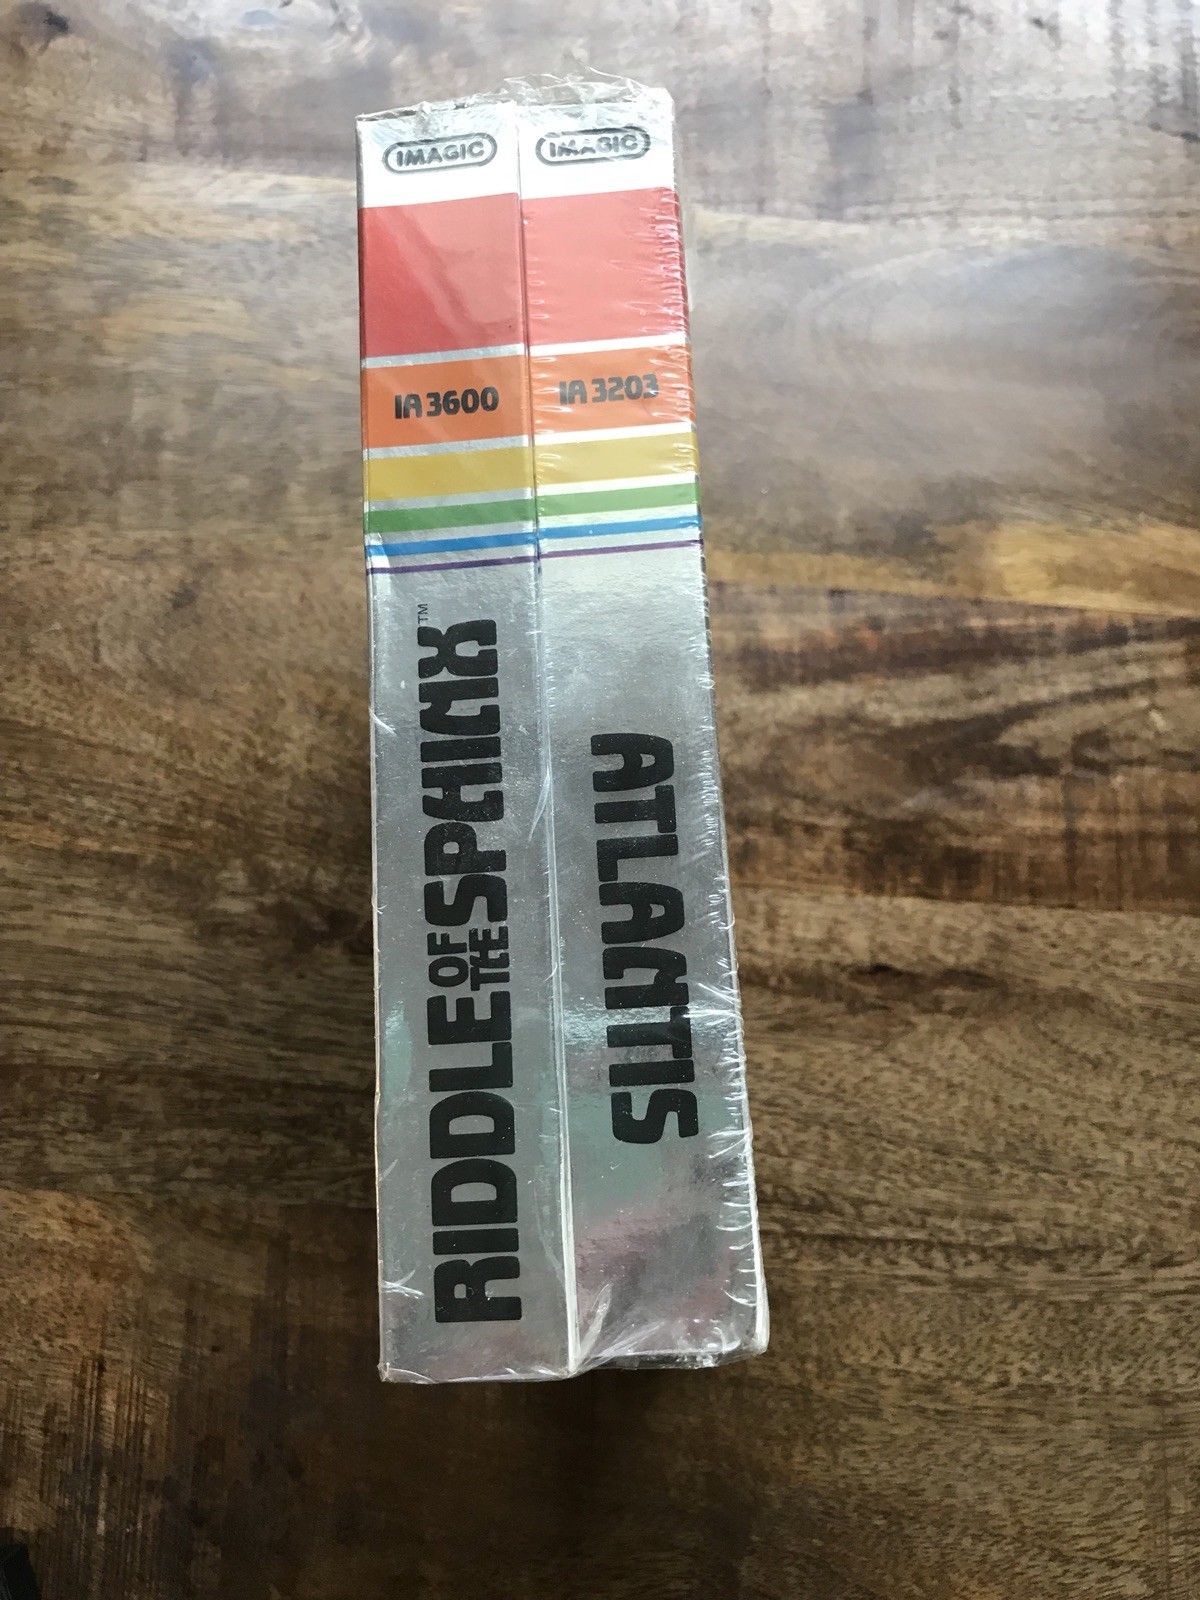 IMAGIC
IA 3600
RIDDLE OF THE SPHINX™
IMAGIC
IA 3203
ATLANTIS